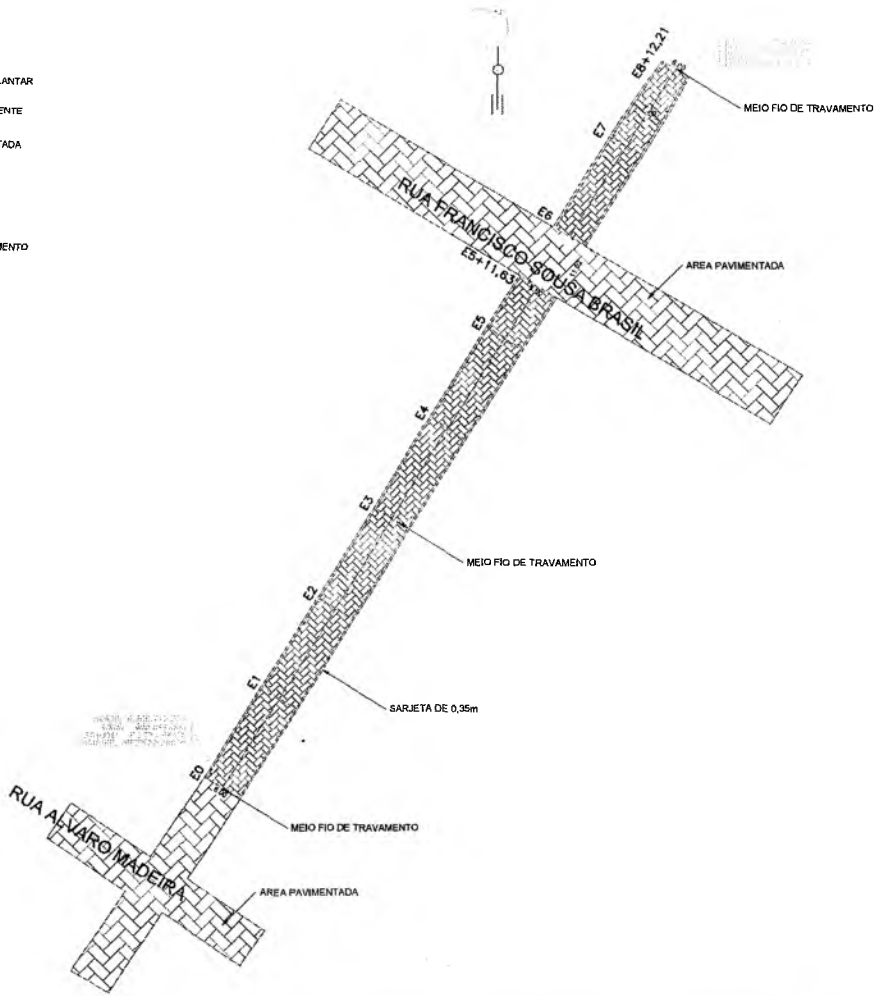 LANTAR
ENTE
TADA
MENTO
E8+12,21
MEIO FIO DE TRAVAMENTO
E7
E6
RUA FRANCISCO SOUSA BRASIL
E5+11,63
AREA PAVIMENTADA
E5
E4
E3
MEIO FIO DE TRAVAMENTO
E2
E1
SARJETA DE 0,35m
E0
MEIO FIO DE TRAVAMENTO
RUA ALVARO MADEIRA
AREA PAVIMENTADA